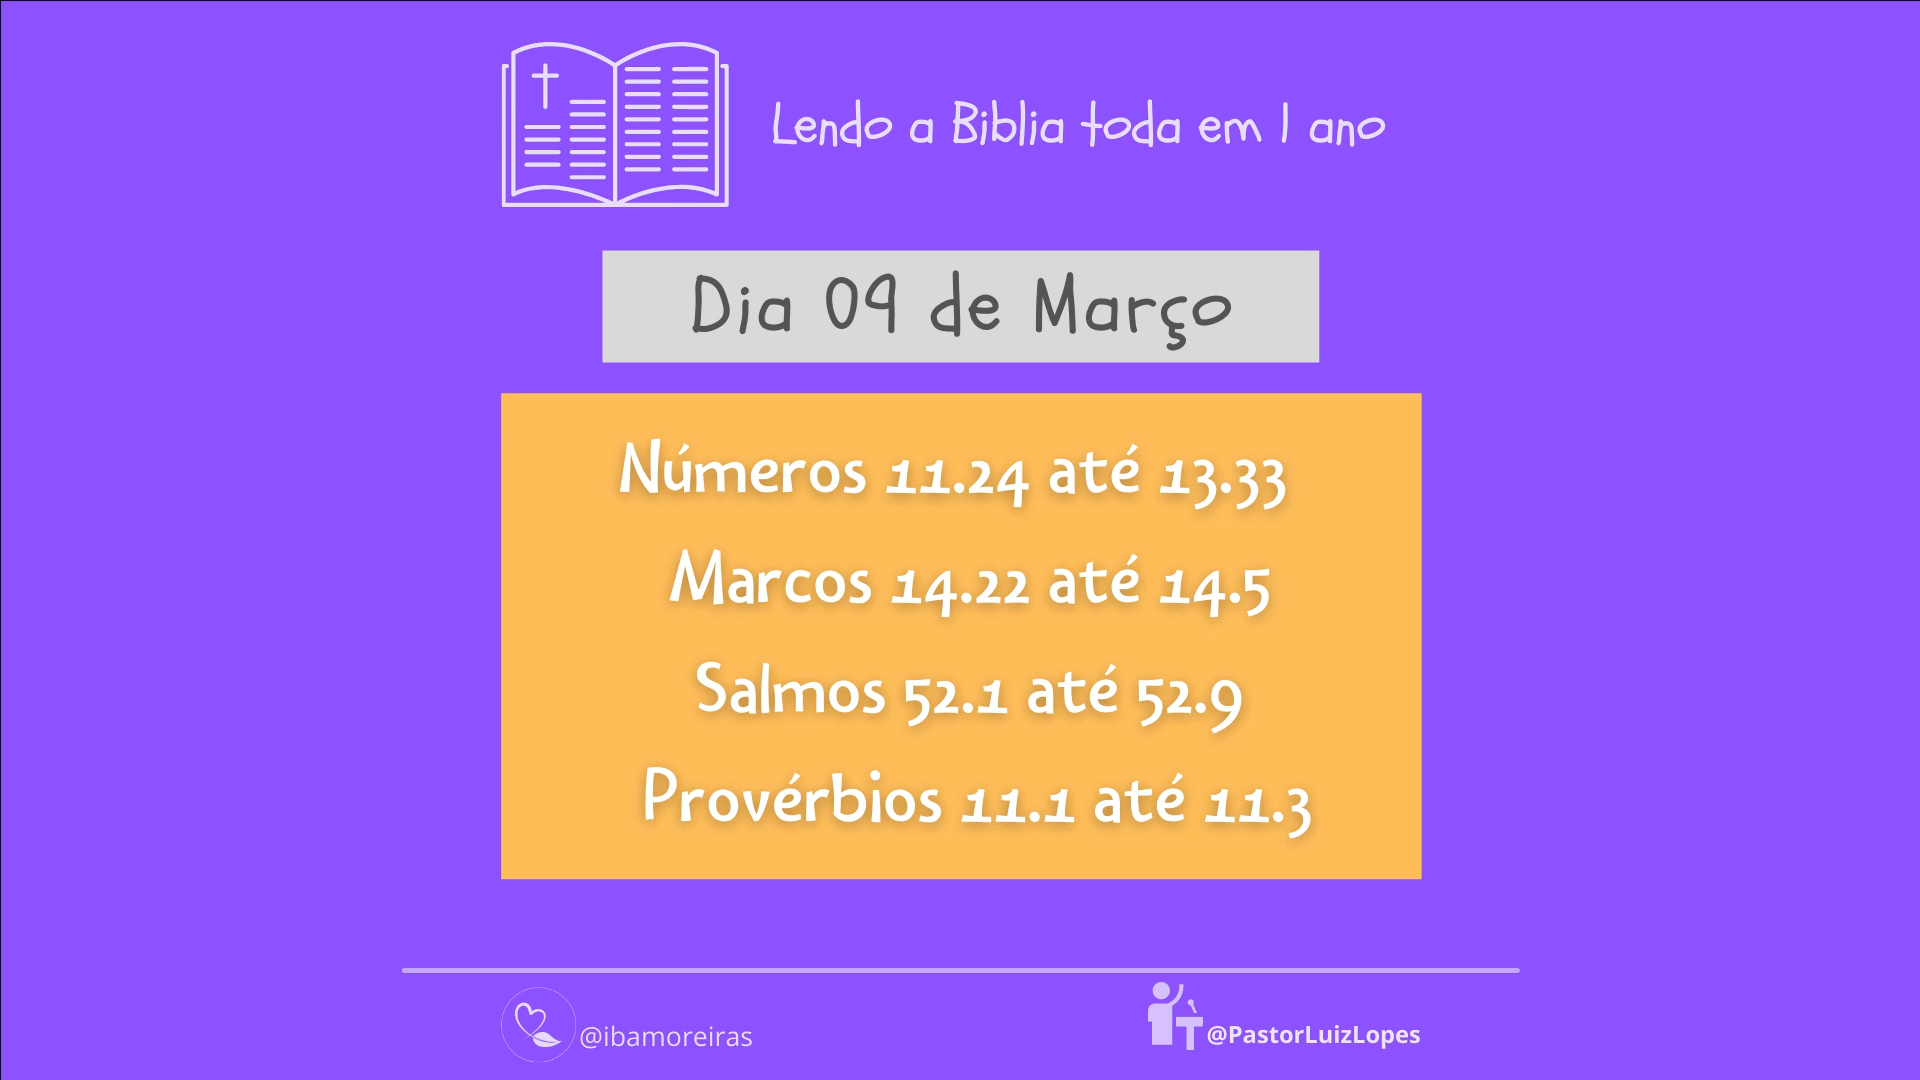 Lendo a Biblia toda em 1 ano
Dia 09 de Março
Números 11.24 até 13.33
Marcos 14.22 até 14.5
Salmos 52.1 até 52.9
Provérbios 11.1 até 11.3
@ibamoreiras
@PastorLuizLopes